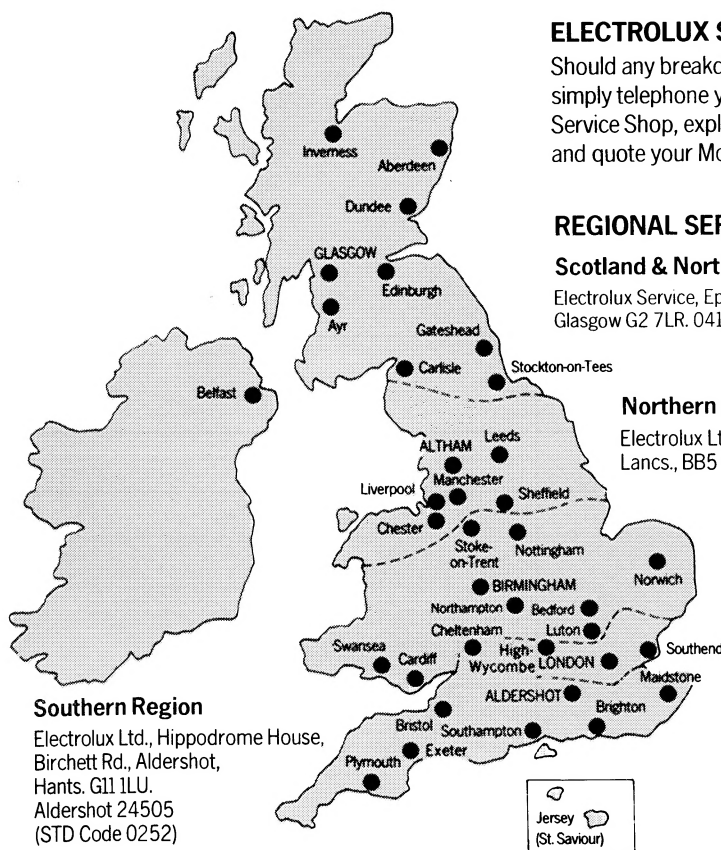 ELECTROLUX S
Should any breakd
simply telephone y
Service Shop, expl
and quote your Mo
REGIONAL SER
Scotland & Nort
Electrolux Service, Ep
Glasgow G2 7LR. 041
Northern
Electrolux Lt
Lancs., BB5
Inverness
Aberdeen
Dundee
GLASGOW
Edinburgh
Ayr
Gateshead
Carlisle
Stockton-on-Tees
Belfast
Leeds
ALTHAM
Manchester
Liverpool
Sheffield
Chester
Stoke-
on-Trent
Nottingham
Norwich
BIRMINGHAM
Northampton
Bedford
Luton
Cheltenham
High-
Wycombe
LONDON
Southend
Swansea
Cardiff
Maidstone
ALDERSHOT
Brighton
Bristol
Southampton
Exeter
Plymouth
Southern Region
Electrolux Ltd., Hippodrome House,
Birchett Rd., Aldershot,
Hants. G11 1LU.
Aldershot 24505
(STD Code 0252)
Jersey
(St. Saviour)